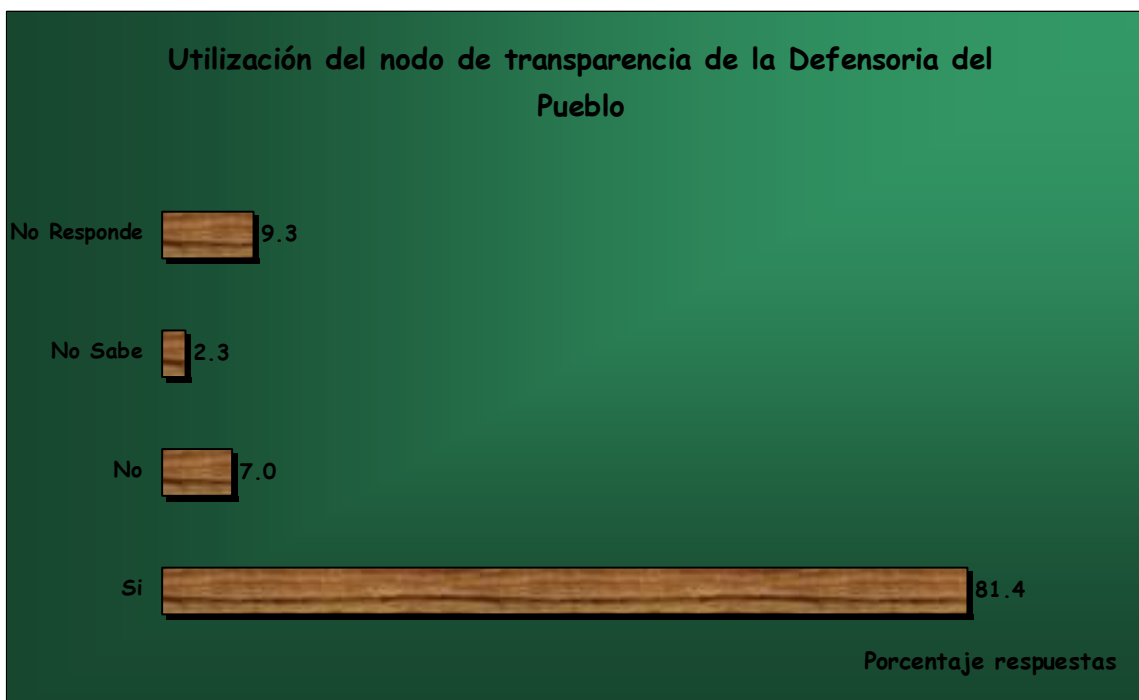 Utilización del nodo de transparencia de la Defensoria del
Pueblo
No Responde 9.3
No Sabe 2.3
No 7.0
Si 81.4
Porcentaje respuestas